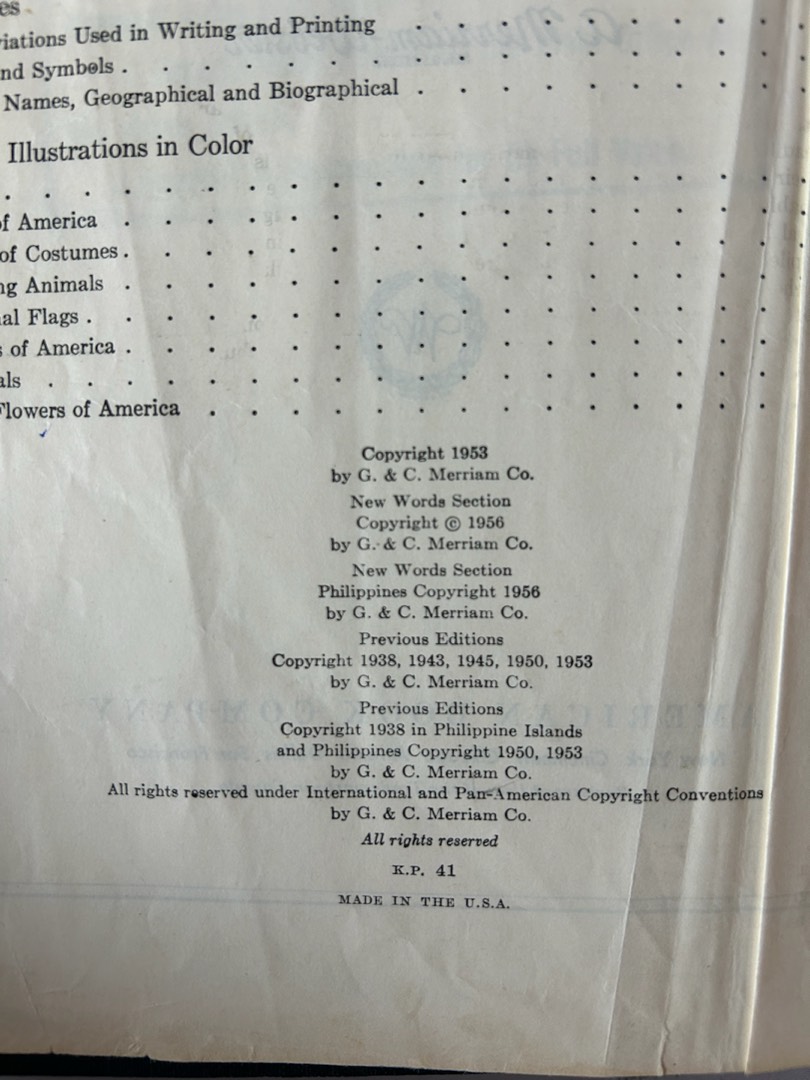 es
iations Used in Writing and Printing
nd Symbols
Names, Geographical and Biographical
Illustrations in Color
of America
of Costumes
ng Animals
al Flags
s of America
als
Flowers of America
Copyright 1953
by G. & C. Merriam Co.
New Words Section
Copyright © 1956
by G. & C. Merriam Co.
New Words Section
Philippines Copyright 1956
by G. & C. Merriam Co.
Previous Editions
Copyright 1938, 1943, 1945, 1950, 1953
by G. & C. Merriam Co.
Previous Editions
Copyright 1938 in Philippine Islands
and Philippines Copyright 1950, 1953
by G. & C. Merriam Co.
All rights reserved under International and Pan-American Copyright Conventions
by G. & C. Merriam Co.
All rights reserved
K.P. 41
MADE IN THE U.S.A.